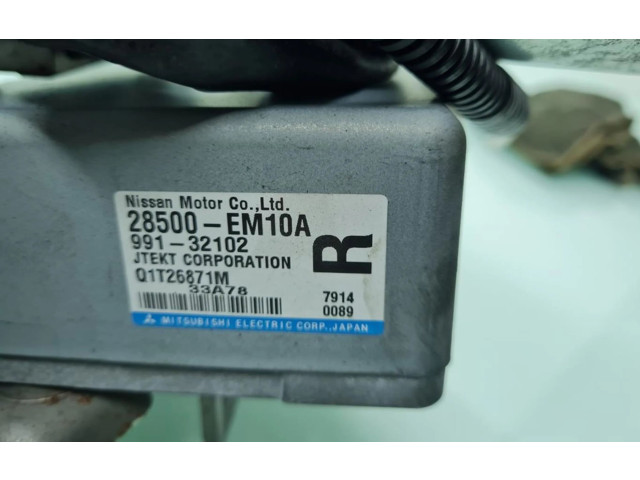 Nissan Motor Co.,Ltd.
28500-EM10A
991-32102
JTEKT CORPORATION
Q1T26871M
33A78
R
7914
0089
MITSUBISHI ELECTRIC CORP.,JAPAN